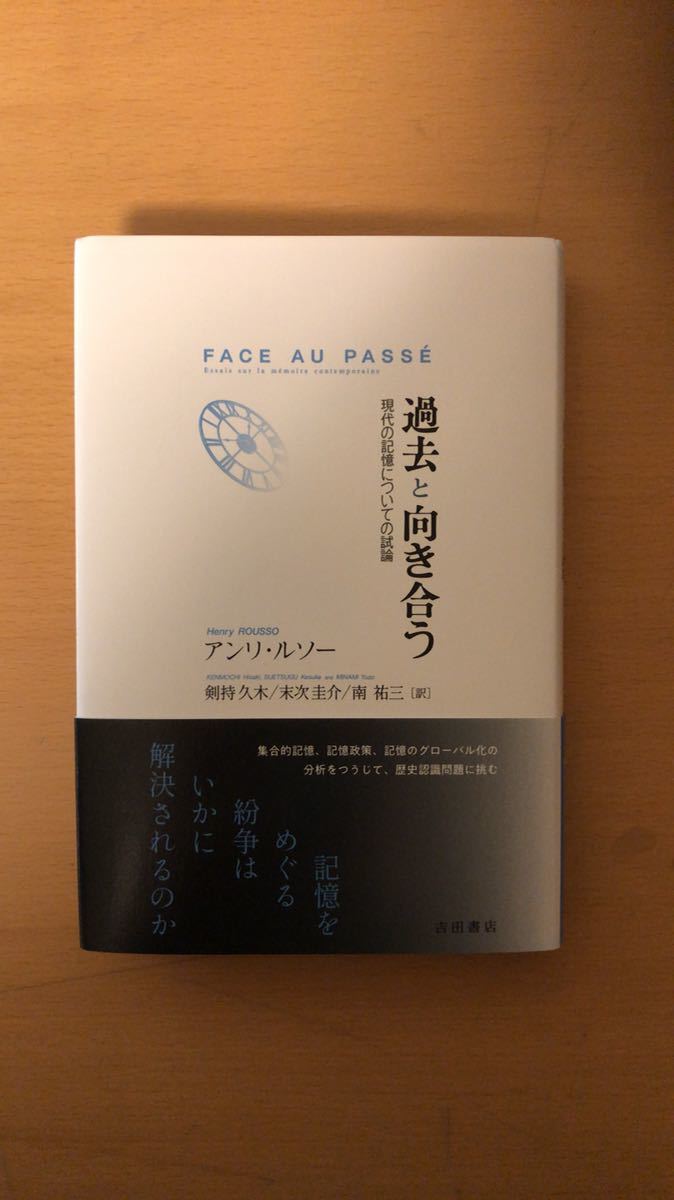 FACE AU PASSÉ
Essais sur la mémoire contemporaine
過去と向き合う
現代の記憶についての試論
Henry ROUSSO
アンリ・ルソー
KENMOCHI Hisaki, SUETSUGU Keisuke and MINAMI Yuzo
剣持久木/末次圭介/南 祐三[訳]
集合的記憶、記憶政策、記憶のグローバル化の
分析をつうじて、歴史認識問題に挑む
記憶を
めぐる
紛争は
いかに
解決されるのか
吉田書店